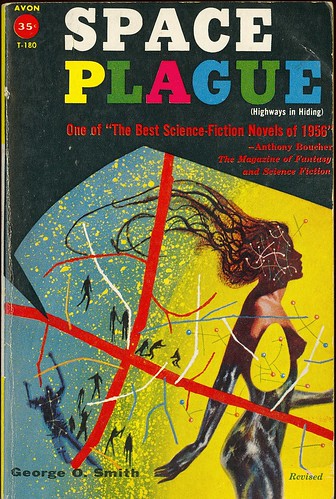 AVON
35¢
T-180
SPACE
PLAGUE
(Highways in Hiding)
One of "The Best Science-Fiction Novels of 1956"
—Anthony Boucher
The Magazine of Fantasy
and Science Fiction
George O. Smith
Revised